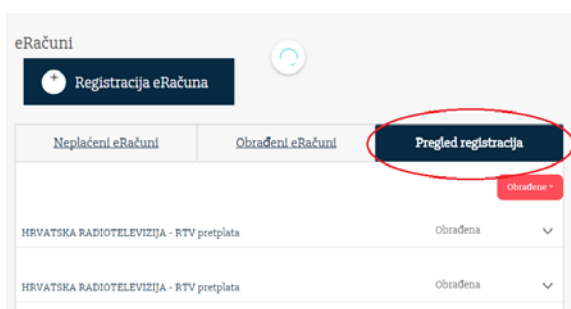 eRačuni
+ Registracija eRačuna
Neplaćeni eRačuni Obrađeni eRačuni Pregled registracija
Obrađene
HRVATSKA RADIOTELEVIZIJA - RTV pretplata Obrađena
HRVATSKA RADIOTELEVIZIJA - RTV pretplata Obrađena